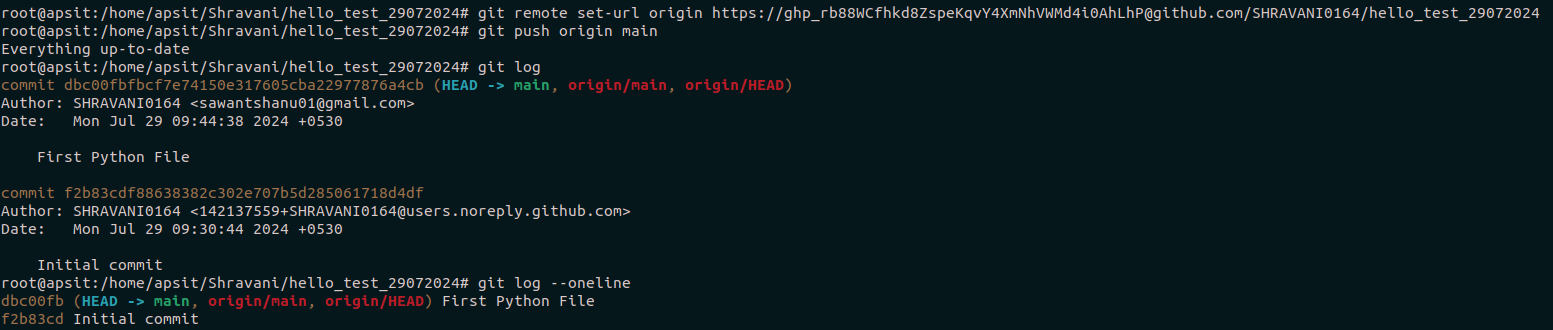 root@apsit:/home/apsit/Shravani/hello_test_29072024# git remote set-url origin https://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@github.com/SHRAVANI0164/hello_test_29072024
root@apsit:/home/apsit/Shravani/hello_test_29072024# git push origin main
Everything up-to-date
root@apsit:/home/apsit/Shravani/hello_test_29072024# git log
commit dbc00fbfbcf7e74150e317605cba22977876a4cb (HEAD -> main, origin/main, origin/HEAD)
Author: SHRAVANI0164 <sawantshanu01@gmail.com>
Date:   Mon Jul 29 09:44:38 2024 +0530
    First Python File
commit f2b83cdf88638382c302e707b5d285061718d4df
Author: SHRAVANI0164 <142137559+SHRAVANI0164@users.noreply.github.com>
Date:   Mon Jul 29 09:30:44 2024 +0530
    Initial commit
root@apsit:/home/apsit/Shravani/hello_test_29072024# git log --oneline
dbc00fb (HEAD -> main, origin/main, origin/HEAD) First Python File
f2b83cd Initial commit